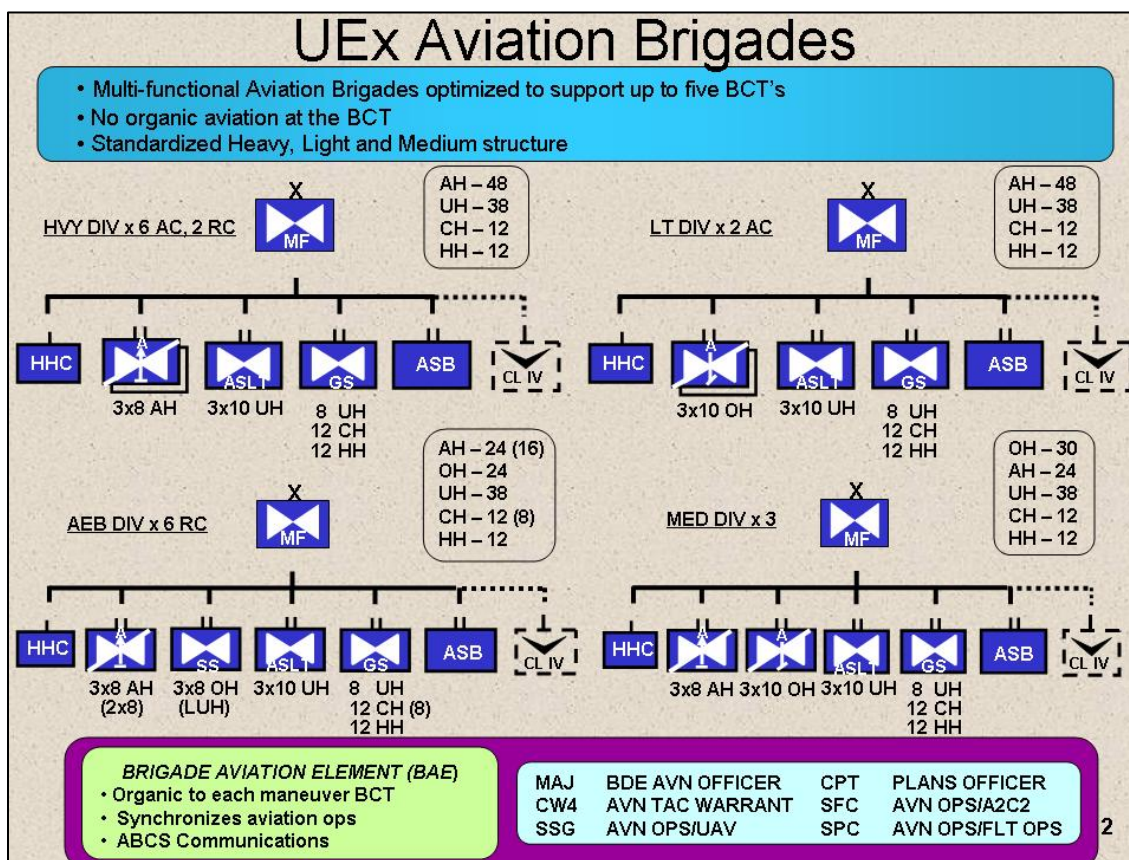 UEx Aviation Brigades
• Multi-functional Aviation Brigades optimized to support up to five BCT's
• No organic aviation at the BCT
• Standardized Heavy, Light and Medium structure
HVY DIV x 6 AC, 2 RC
X
MF
AH – 48
UH – 38
CH – 12
HH – 12
HHC
A
ASLT
GS
ASB
CL IV
3x8 AH
3x10 UH
8 UH
12 CH
12 HH
LT DIV x 2 AC
X
MF
AH – 48
UH – 38
CH – 12
HH – 12
HHC
A
ASLT
GS
ASB
CL IV
3x10 OH
3x10 UH
8 UH
12 CH
12 HH
AEB DIV x 6 RC
X
MF
AH – 24 (16)
OH – 24
UH – 38
CH – 12 (8)
HH – 12
HHC
A
SS
ASLT
GS
ASB
CL IV
3x8 AH
(2x8)
3x8 OH
(LUH)
3x10 UH
8 UH
12 CH (8)
12 HH
MED DIV x 3
X
MF
OH – 30
AH – 24
UH – 38
CH – 12
HH – 12
HHC
A
A
ASLT
GS
ASB
CL IV
3x8 AH
3x10 OH
3x10 UH
8 UH
12 CH
12 HH
BRIGADE AVIATION ELEMENT (BAE)
• Organic to each maneuver BCT
• Synchronizes aviation ops
• ABCS Communications
MAJ BDE AVN OFFICER CPT PLANS OFFICER
CW4 AVN TAC WARRANT SFC AVN OPS/A2C2
SSG AVN OPS/UAV SPC AVN OPS/FLT OPS
2